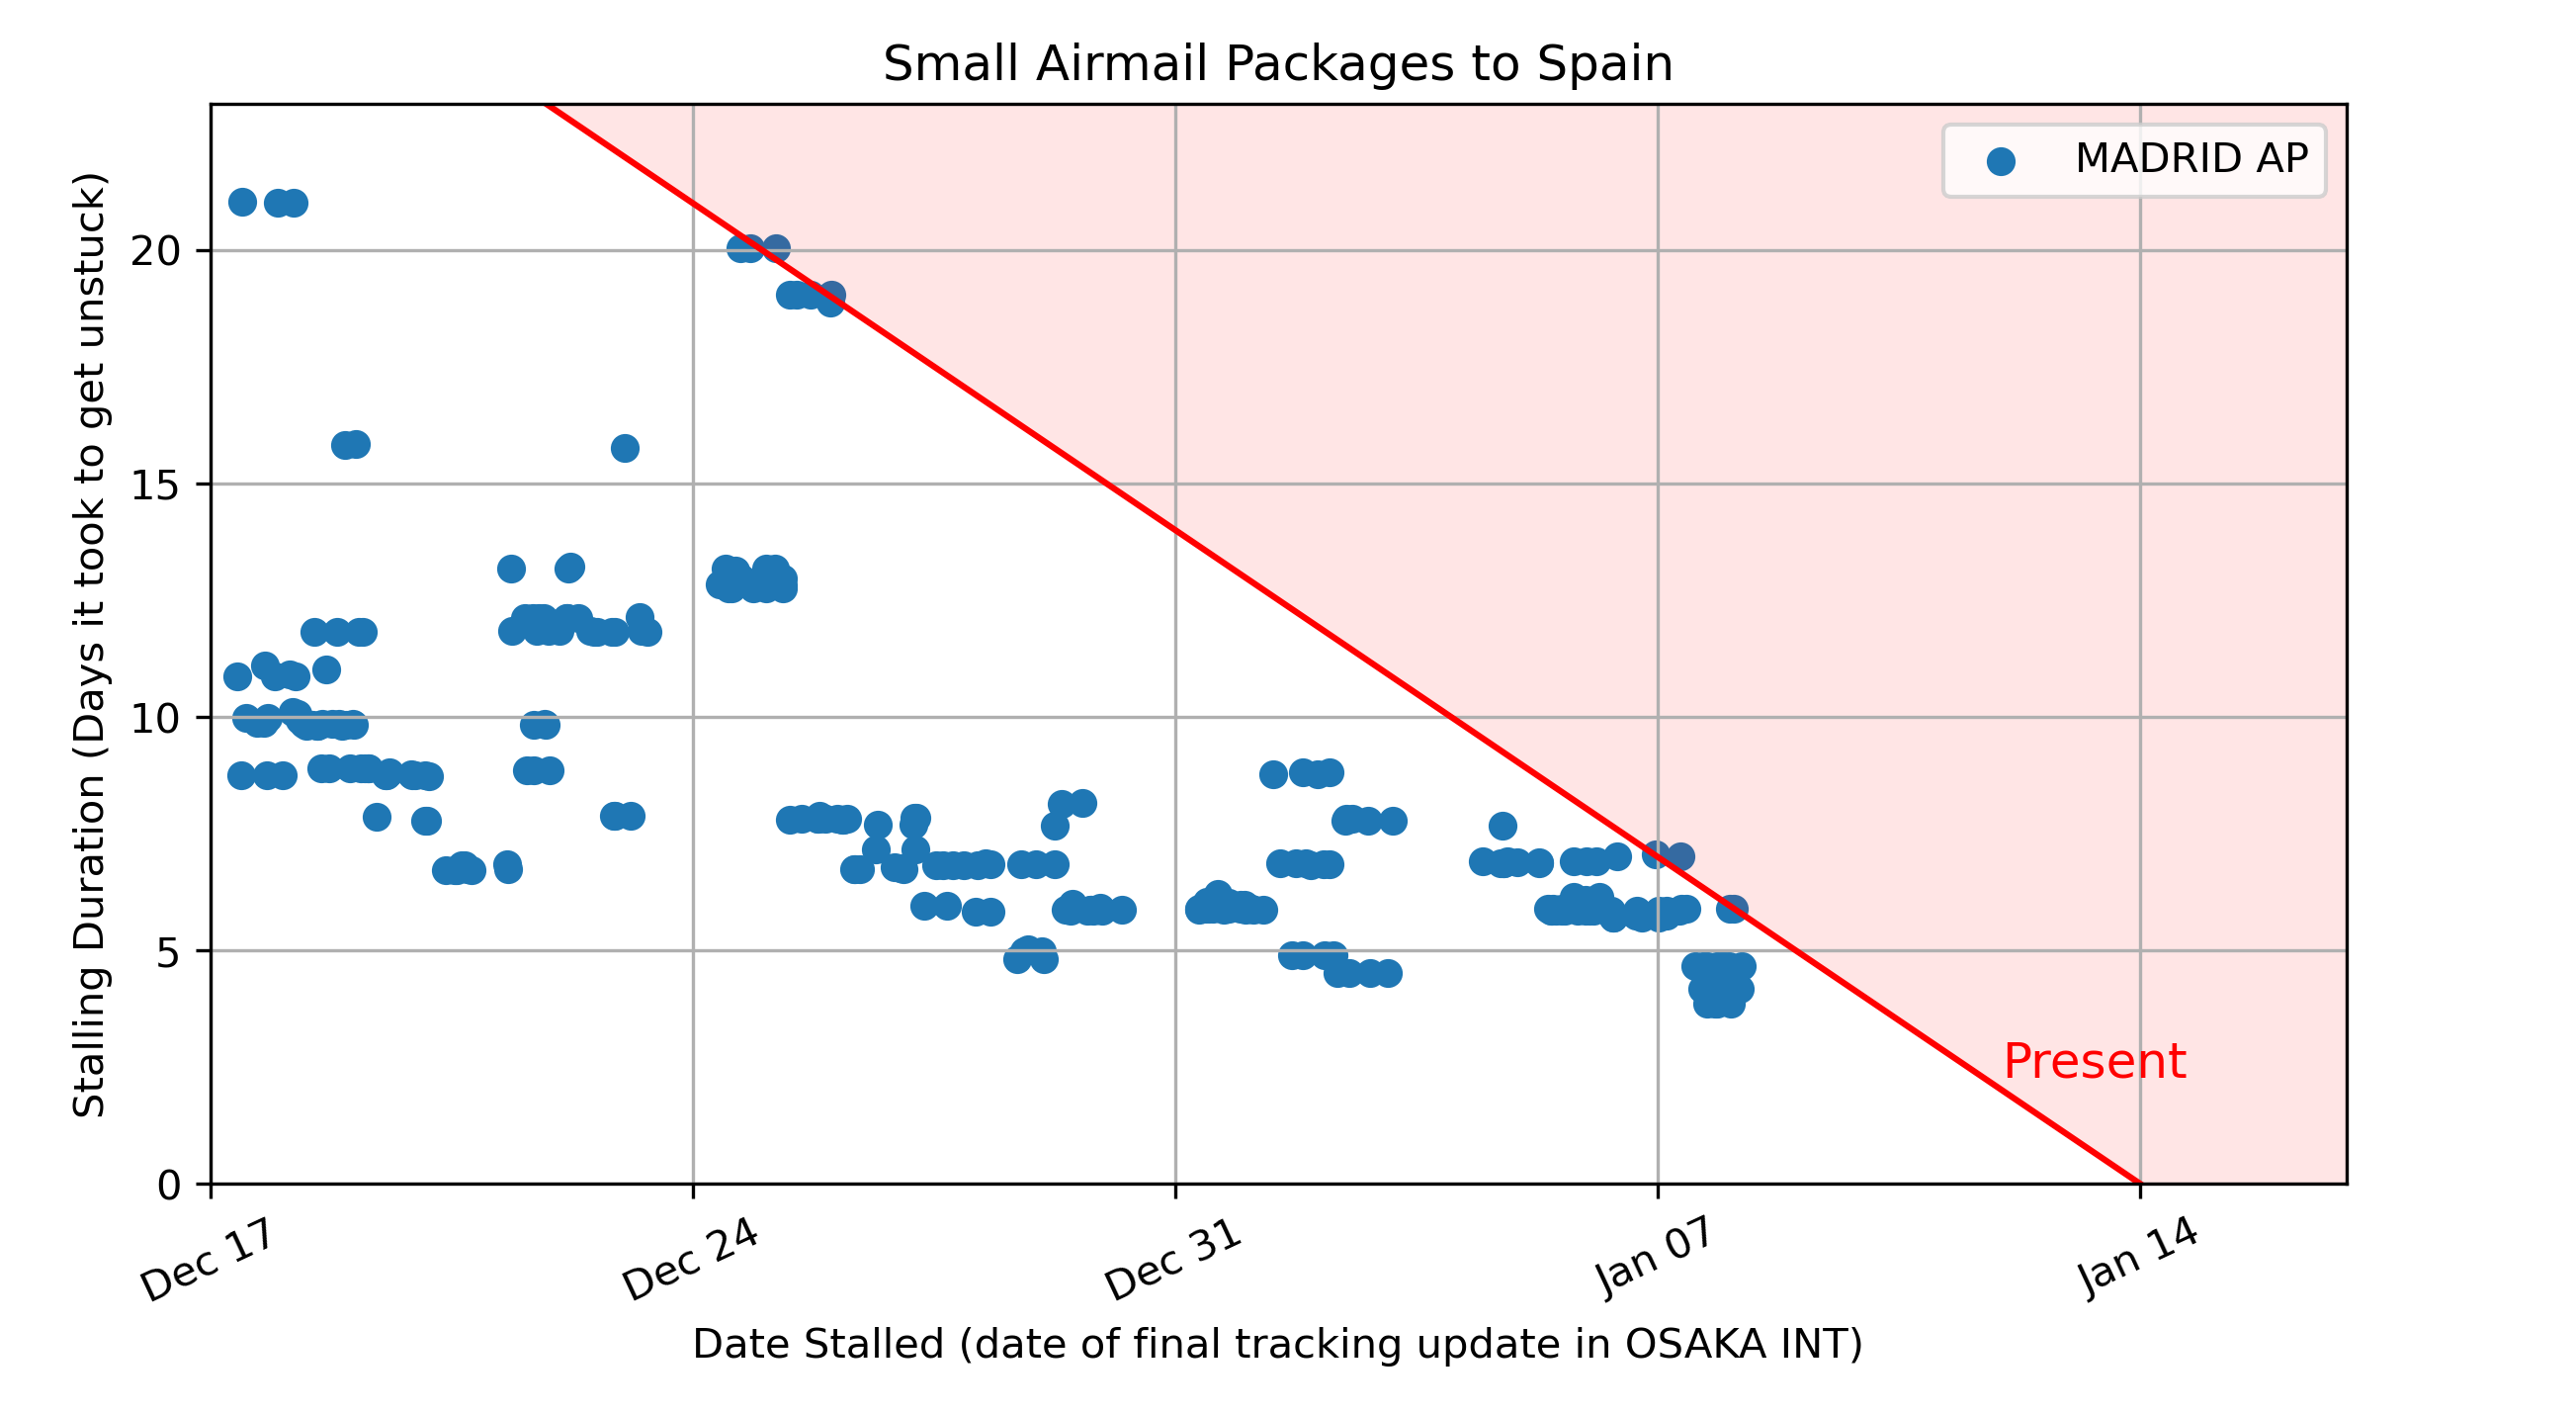 Small Airmail Packages to Spain
MADRID AP
Stalling Duration (Days it took to get unstuck)
20
15
10
5
0
Present
Dec 17
Dec 24
Dec 31
Jan 07
Jan 14
Date Stalled (date of final tracking update in OSAKA INT)